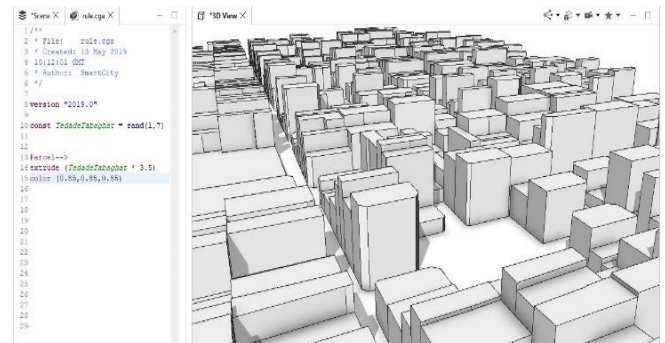 *Scene
rule.cga
*3D View
1 /**
2 * File: rule.cga
3 * Created: 13 May 2019
4 10:12:01 GMT
5 * Author: SmartCity
6 */
7
8 version "2019.0"
9
10 const TedadeTabaghat = rand(1,7)
11
12
13 Parcel-->
14 extrude (TedadeTabaghat * 3.5)
15 color (0.85,0.85,0.85)
16
17
18
19
20
21
22
23
24
25
26
27
28
29